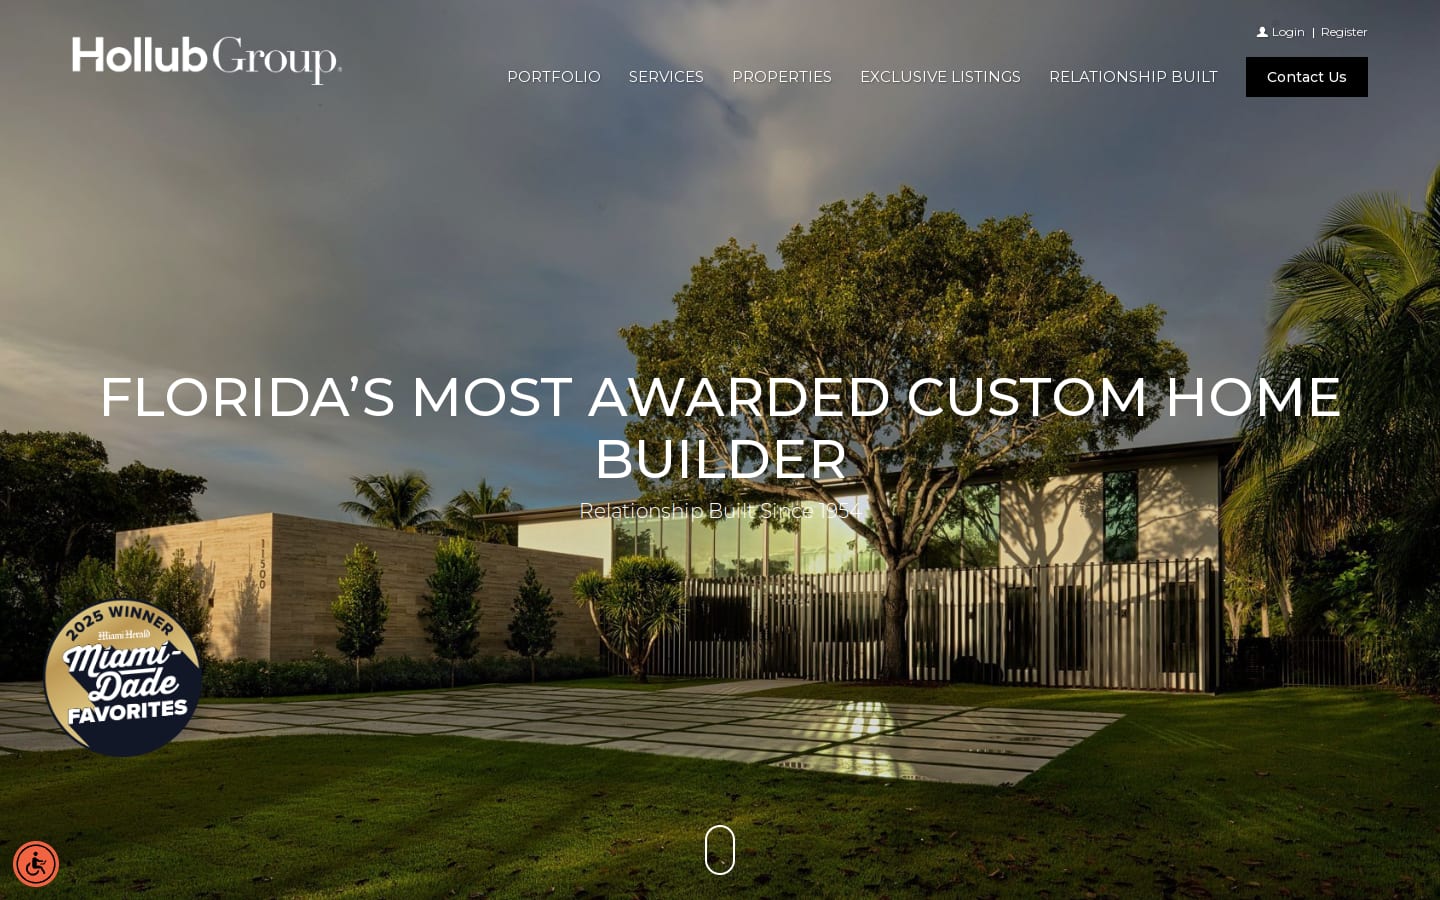 Hollub Group®
Login | Register
PORTFOLIO SERVICES PROPERTIES EXCLUSIVE LISTINGS RELATIONSHIP BUILT Contact Us
FLORIDA’S MOST AWARDED CUSTOM HOME
BUILDER
Relationship Built Since 1954
11500
2025 WINNER
Miami Herald
Miami-
Dade
FAVORITES